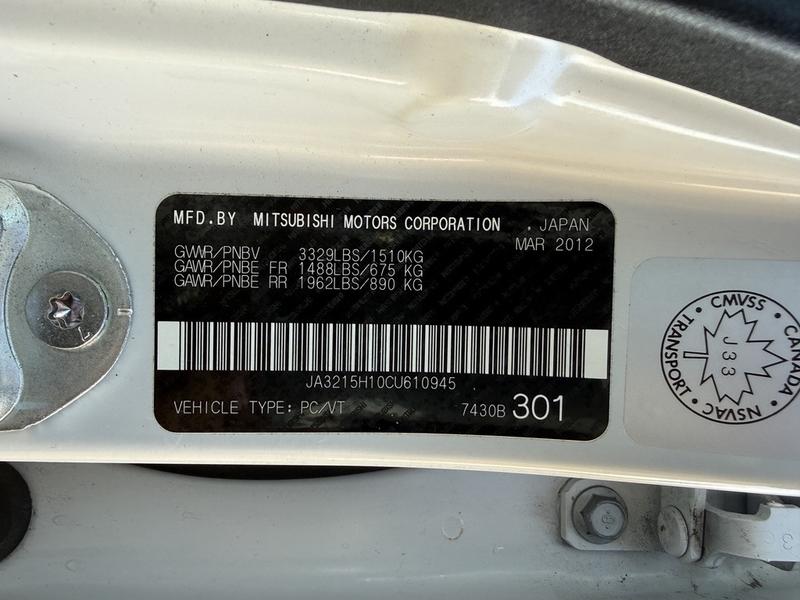 MFD.BY MITSUBISHI MOTORS CORPORATION . JAPAN
MAR 2012
GVWR/PNBV 3329LBS/1510KG
GAWR/PNBE FR 1488LBS/675 KG
GAWR/PNBE RR 1962LBS/890 KG
JA3215H10CU610945
VEHICLE TYPE: PC/VT 7430B 301
CMVSS
TRANSPORT
CANADA
NSVAC
J33